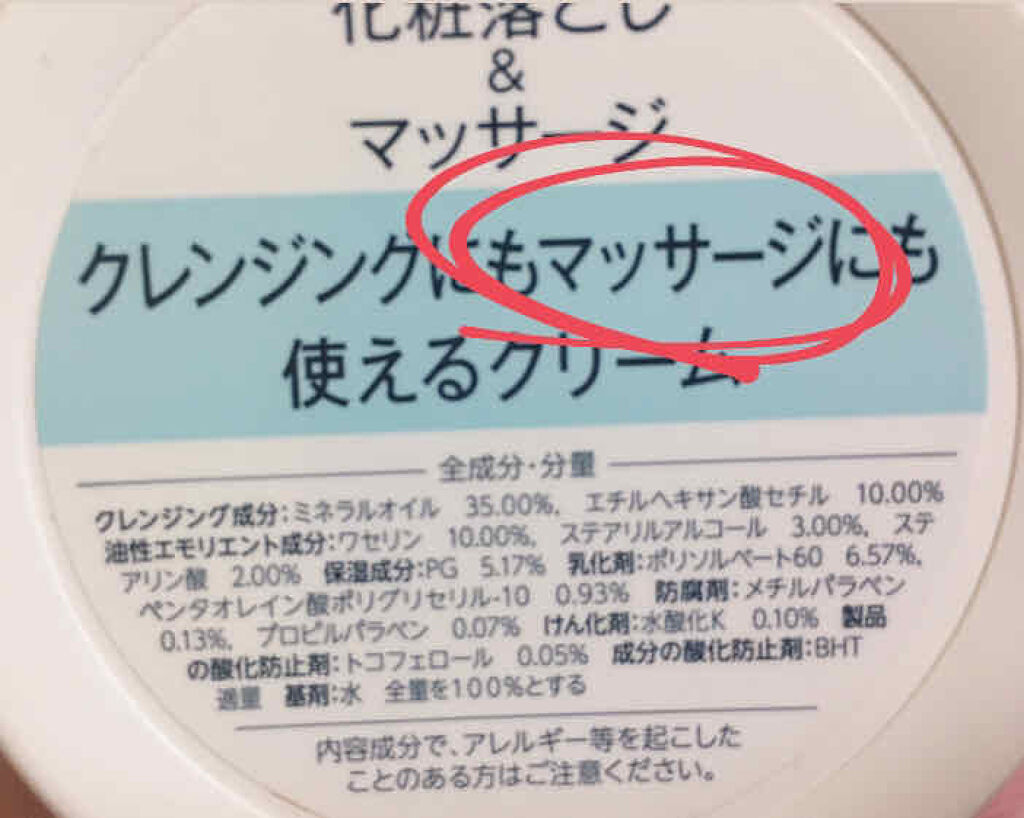 化粧落とし
&
マッサージ
クレンジングにもマッサージにも
使えるクリーム
全成分・分量
クレンジング成分：ミネラルオイル 35.00%、エチルヘキサン酸セチル 10.00%
油性エモリエント成分：ワセリン 10.00%、ステアリルアルコール 3.00%、ステ
アリン酸 2.00% 保湿成分：PG 5.17% 乳化剤：ポリソルベート60 6.57%、
ペンタオレイン酸ポリグリセリル-10 0.93% 防腐剤：メチルパラベン
0.13%、プロピルパラベン 0.07% けん化剤：水酸化K 0.10% 製品
の酸化防止剤：トコフェロール 0.05% 成分の酸化防止剤：BHT
適量 基剤：水 全量を100%とする
内容成分で、アレルギー等を起こした
ことのある方はご注意ください。